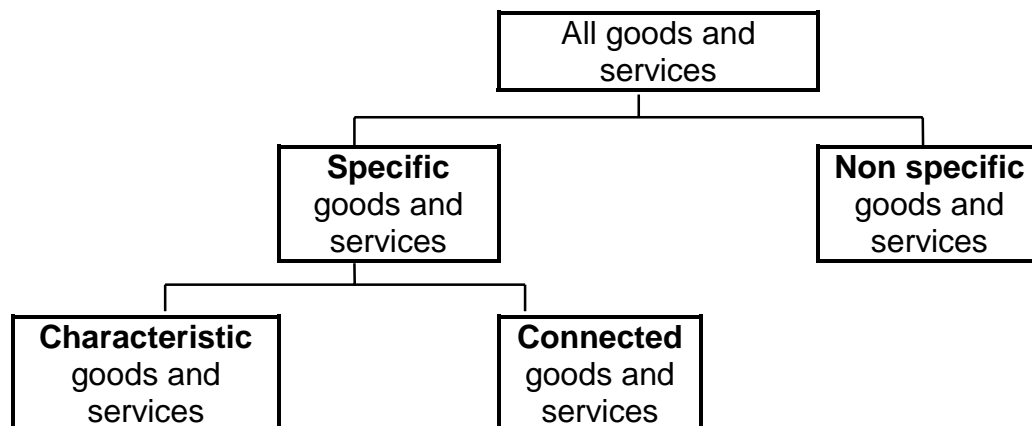 All goods and
services
Specific
goods and
services
Non specific
goods and
services
Characteristic
goods and
services
Connected
goods and
services